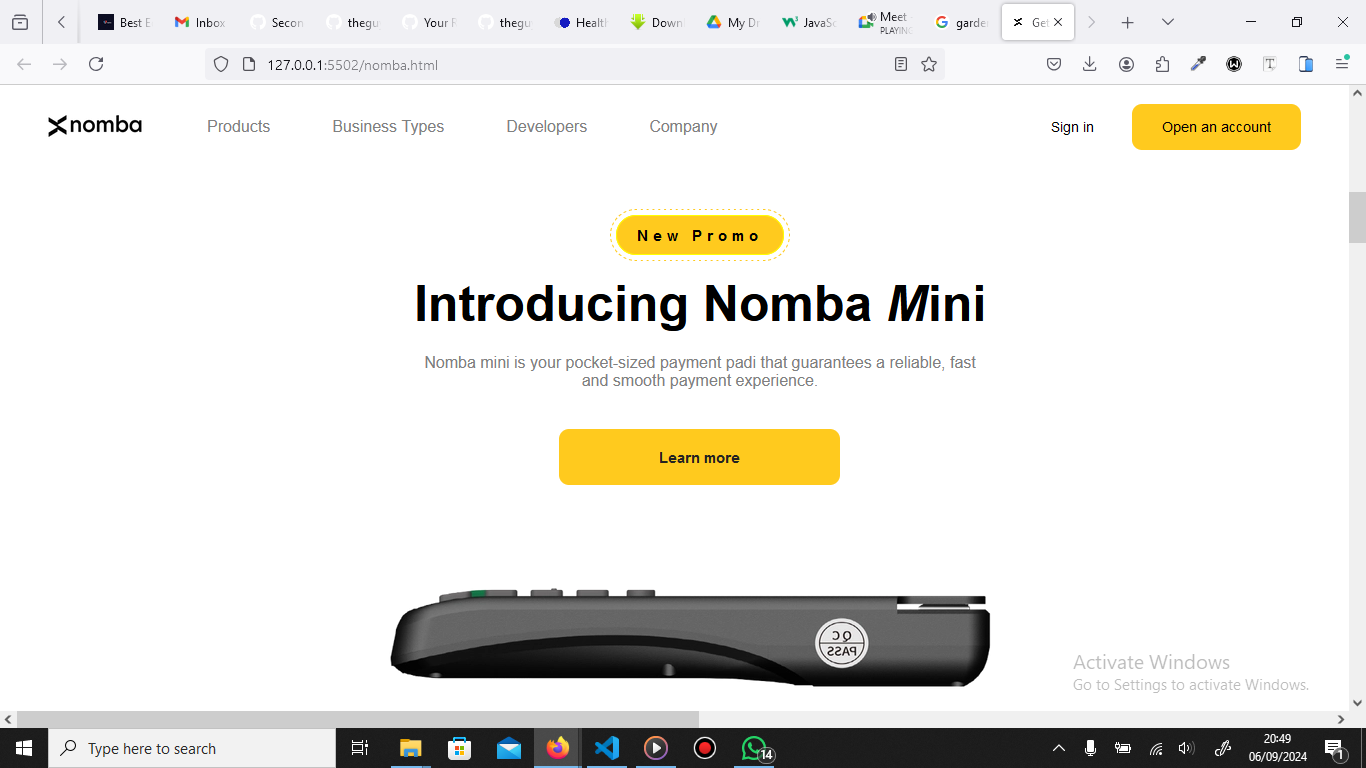 Best E
Inbox
Secon
thegu
Your R
thegu
Health
Downl
My Dr
JavaSc
Meet
PLAYING
garde
Get
127.0.0.1:5502/nomba.html
nomba
Products
Business Types
Developers
Company
Sign in
Open an account
New Promo
Introducing Nomba Mini
Nomba mini is your pocket-sized payment padi that guarantees a reliable, fast
and smooth payment experience.
Learn more
QC
PASS
Activate Windows
Go to Settings to activate Windows.
Type here to search
14
20:49
06/09/2024
1